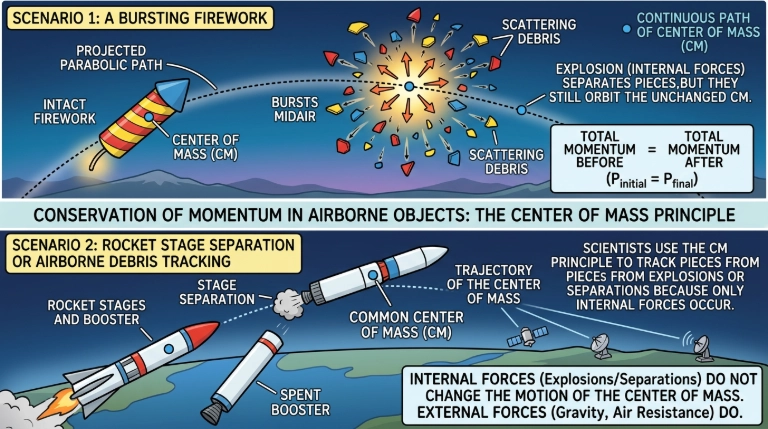 SCENARIO 1: A BURSTING FIREWORK
PROJECTED
PARABOLIC PATH
INTACT
FIREWORK
CENTER OF
MASS (CM)
BURSTS
MIDAIR
SCATTERING
DEBRIS
SCATTERING
DEBRIS
CONTINUOUS PATH
OF CENTER OF MASS
(CM)
EXPLOSION (INTERNAL FORCES)
SEPARATES PIECES,BUT THEY
STILL ORBIT THE UNCHANGED CM.
TOTAL MOMENTUM BEFORE = TOTAL MOMENTUM AFTER
(Pinitial = Pfinal)
CONSERVATION OF MOMENTUM IN AIRBORNE OBJECTS: THE CENTER OF MASS PRINCIPLE
SCENARIO 2: ROCKET STAGE SEPARATION
OR AIRBORNE DEBRIS TRACKING
ROCKET STAGES
AND BOOSTER
STAGE
SEPARATION
SPENT
BOOSTER
COMMON CENTER
OF MASS (CM)
TRAJECTORY
OF THE CENTER
OF MASS
SCIENTISTS USE THE CM
PRINCIPLE TO TRACK PIECES FROM
PIECES FROM EXPLOSIONS OR
SEPARATIONS BECAUSE ONLY
INTERNAL FORCES OCCUR.
INTERNAL FORCES (Explosions/Separations) DO NOT
CHANGE THE MOTION OF THE CENTER OF MASS.
EXTERNAL FORCES (Gravity, Air Resistance) DO.